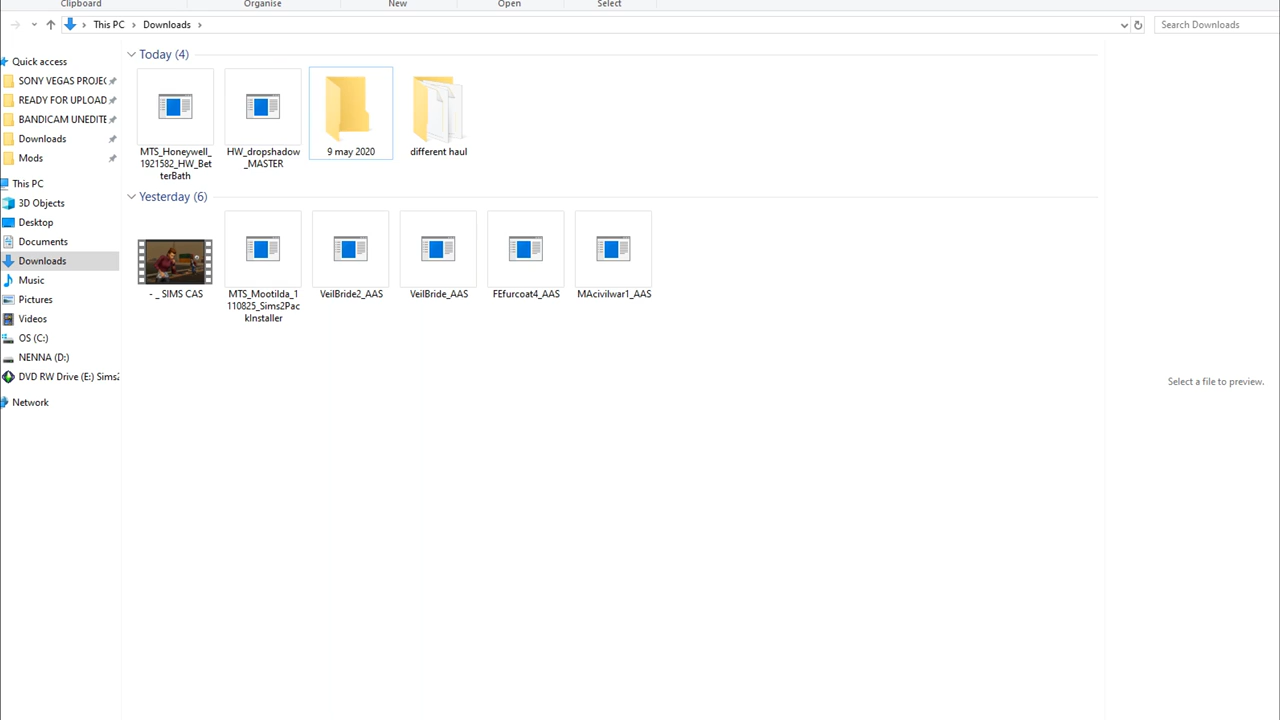 Clipboard Organise New Open Select
This PC Downloads Search Downloads
Quick access
SONY VEGAS PROJEC
READY FOR UPLOAD
BANDICAM UNEDITE
Downloads
Mods
This PC
3D Objects
Desktop
Documents
Downloads
Music
Pictures
Videos
OS (C:)
NENNA (D:)
DVD RW Drive (E:) Sims2
Network
Today (4)
MTS_Honeywell_
1921582_HW_Bet
terBath
HW_dropshadow
_MASTER
9 may 2020
different haul
Yesterday (6)
- _ SIMS CAS
MTS_Mootilda_1
110825_Sims2Pac
kInstaller
VeilBride2_AAS
VeilBride_AAS
FEfurcoat4_AAS
MAcivilwar1_AAS
Select a file to preview.